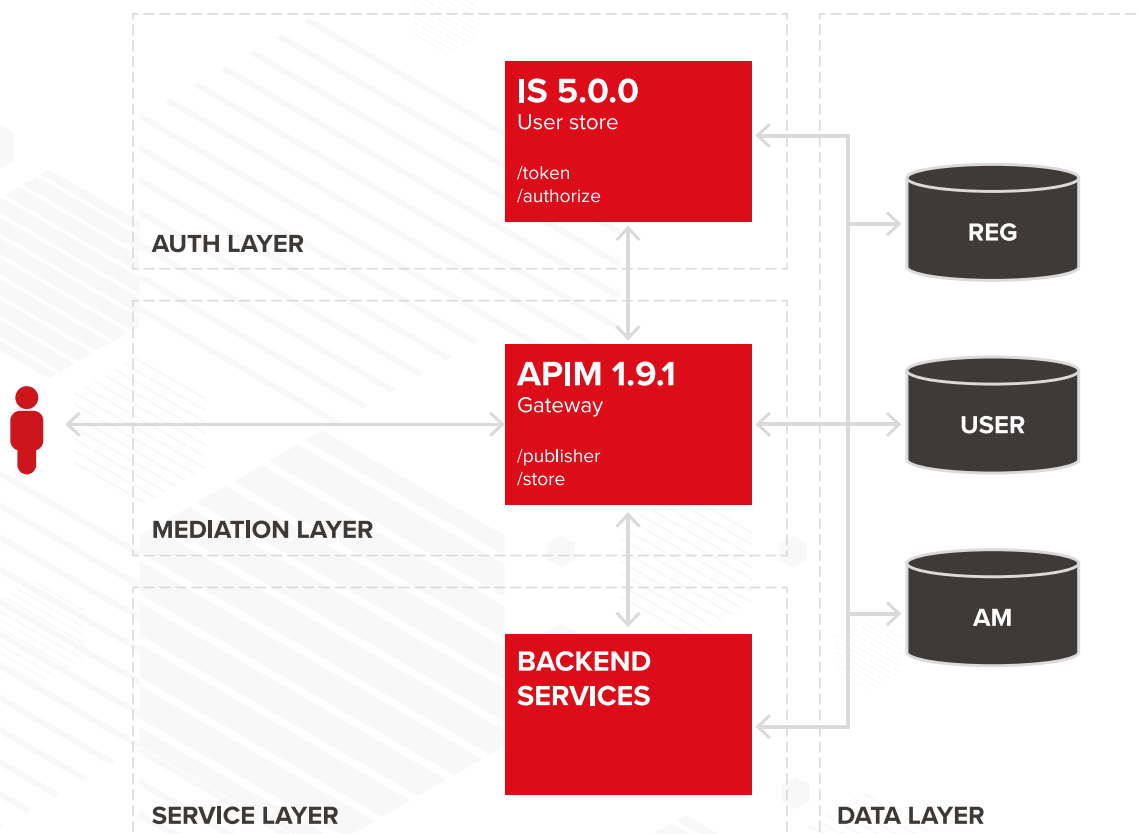 IS 5.0.0
User store
/token
/authorize
AUTH LAYER
APIM 1.9.1
Gateway
/publisher
/store
MEDIATION LAYER
BACKEND
SERVICES
SERVICE LAYER
REG
USER
AM
DATA LAYER